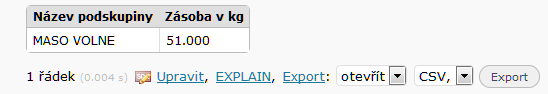 Název podskupiny Zásoba v kg
MASO VOLNE 51.000
1 řádek (0.004 s) Upravit, EXPLAIN, Export: otevřít CSV, Export